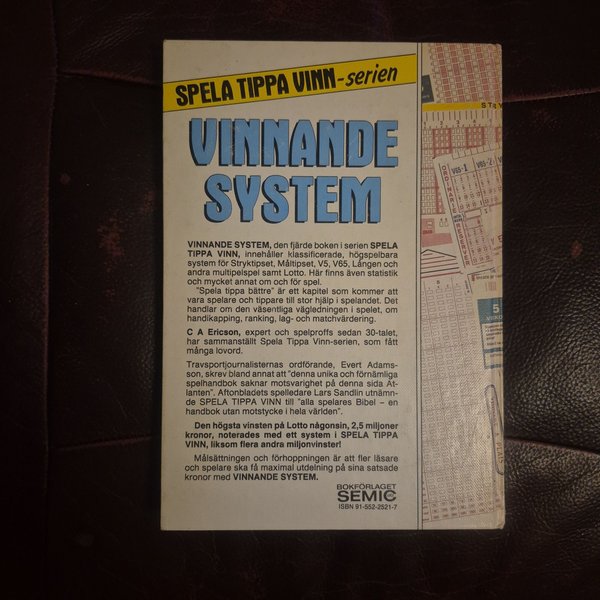 SPELA TIPPA VINN-serien
VINNANDE
SYSTEM
VINNANDE SYSTEM, den fjärde boken i serien SPELA
TIPPA VINN, innehåller klassificerade, högspelbara
system för Stryktipset, Måltipset, V5, V65, Lången och
andra multipelspel samt Lotto. Här finns även statistik
och mycket annat om och för spel.
"Spela tippa bättre" är ett kapitel som kommer att
vara spelare och tippare till stor hjälp i spelandet. Det
handlar om den väsentliga vägledningen i spelet, om
handikapping, ranking, lag- och matchvärdering.
C A Ericson, expert och spelproffs sedan 30-talet,
har sammanställt Spela Tippa Vinn-serien, som fått
många lovord.
Travsportjournalisternas ordförande, Evert Adams-
son, skrev bland annat att "denna unika och förnämliga
spelhandbok saknar motsvarighet på denna sida At-
lanten". Aftonbladets spelledare Lars Sandlin utnämn-
de SPELA TIPPA VINN till "alla spelares Bibel – en
handbok utan motstycke i hela världen".
Den högsta vinsten på Lotto någonsin, 2,5 miljoner
kronor, noterades med ett system i SPELA TIPPA
VINN, liksom flera andra miljonvinster!
Målsättningen och förhoppningen är att fler läsare
och spelare ska få maximal utdelning på sina satsade
kronor med VINNANDE SYSTEM.
BOKFÖRLAGET
SEMIC
ISBN 91-552-2521-7
V65-1
V65-2
ORDINARIE
RESERVER
5